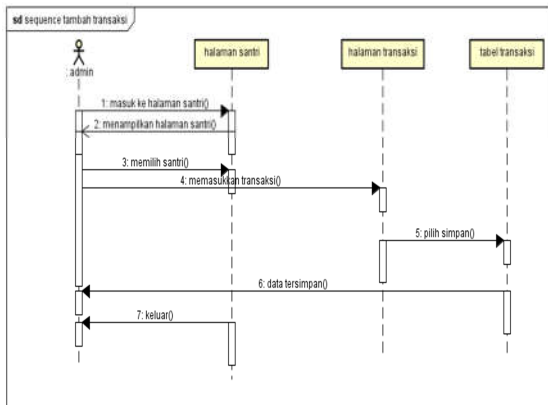 sd sequence tambah transaksi
: admin
halaman santri
halaman transaksi
tabel transaksi
1: masuk ke halaman santri()
2: menampilkan halaman santri()
3: memilih santri()
4: memasukkan transaksi()
5: pilih simpan()
6: data tersimpan()
7: keluar()